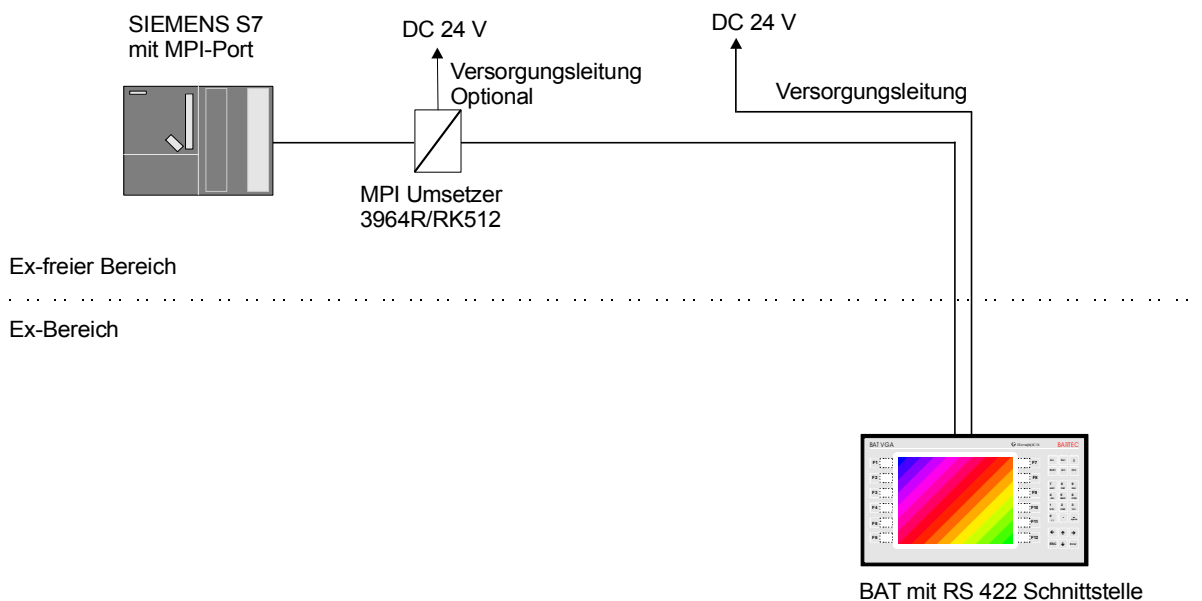 SIEMENS S7
mit MPI-Port
DC 24 V
DC 24 V
Versorgungsleitung
Optional
Versorgungsleitung
MPI Umsetzer
3964R/RK512
Ex-freier Bereich
Ex-Bereich
BAT VGA
BARTEC
F1
F7
F2
F8
F3
F9
F4
F10
F5
F11
F6
F12
BAT mit RS 422 Schnittstelle